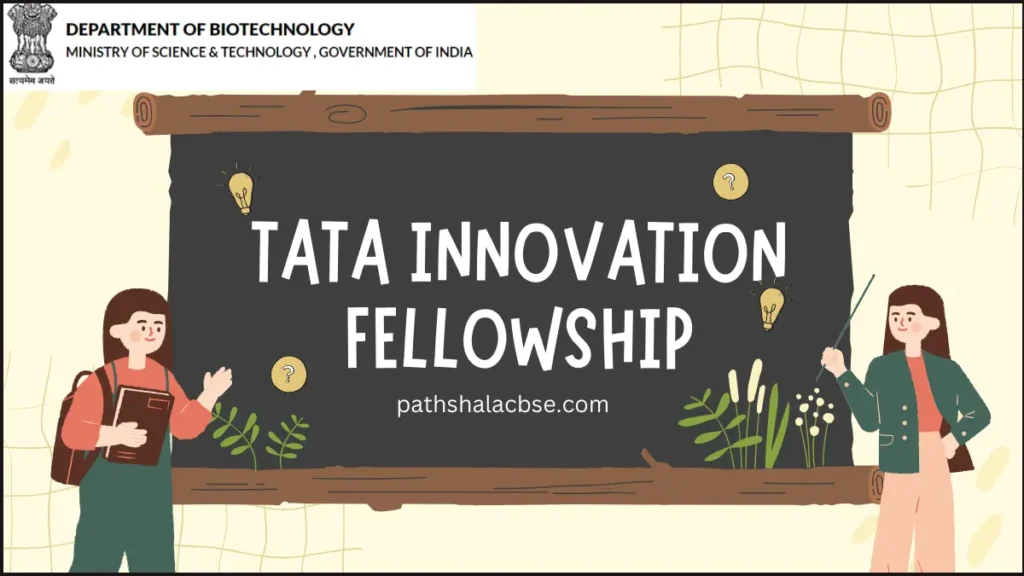 DEPARTMENT OF BIOTECHNOLOGY
MINISTRY OF SCIENCE & TECHNOLOGY , GOVERNMENT OF INDIA
सत्यमेव जयते
?
TATA INNOVATION
FELLOWSHIP
?
pathshalacbse.com